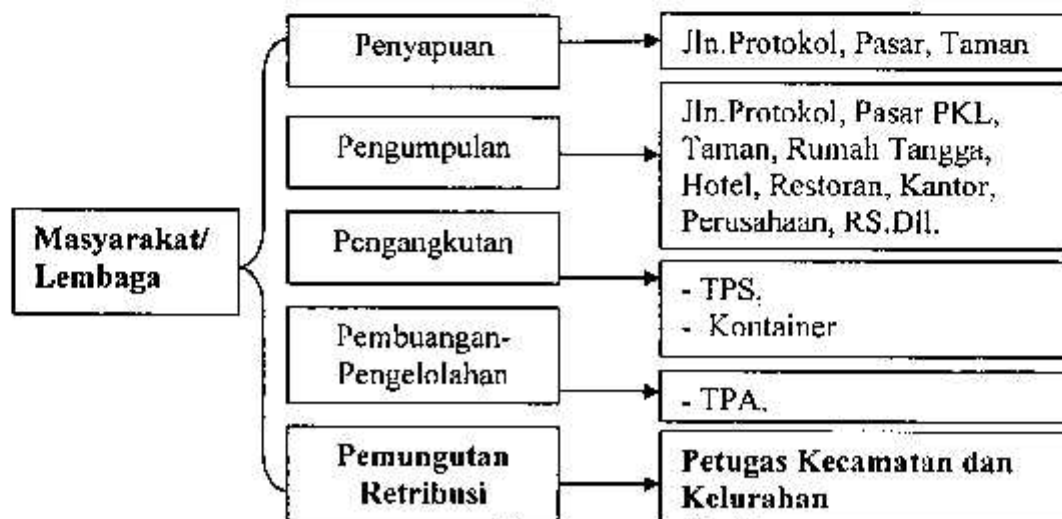 Masyarakat/
Lembaga
Penyapuan
Jln.Protokol, Pasar, Taman
Pengumpulan
Jln.Protokol, Pasar PKL,
Taman, Rumah Tangga,
Hotel, Restoran, Kantor,
Perusahaan, RS.Dll.
Pengangkutan
- TPS.
- Kontainer
Pembuangan-
Pengelolahan
- TPA.
Pemungutan
Retribusi
Petugas Kecamatan dan
Kelurahan